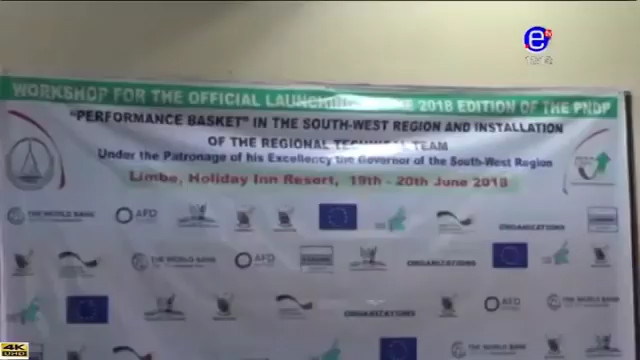 e
WORKSHOP FOR THE OFFICIAL LAUNCHING 2018 EDITION OF THE PNDP
"PERFORMANCE BASKET" IN THE SOUTH-WEST REGION AND INSTALLATION
OF THE REGIONAL TECHNICAL TEAM
Under the Patronage of his Excellency the Governor of the South-West Region
Limbe, Holiday Inn Resort, 19th - 20th June 2018
THE WORLD BANK AFD ORGANIZATIONS
THE WORLD BANK AFD ORGANIZATIONS
ORGANIZATIONS AFD THE WORLD BANK
THE WORLD BANK
4K
UHD